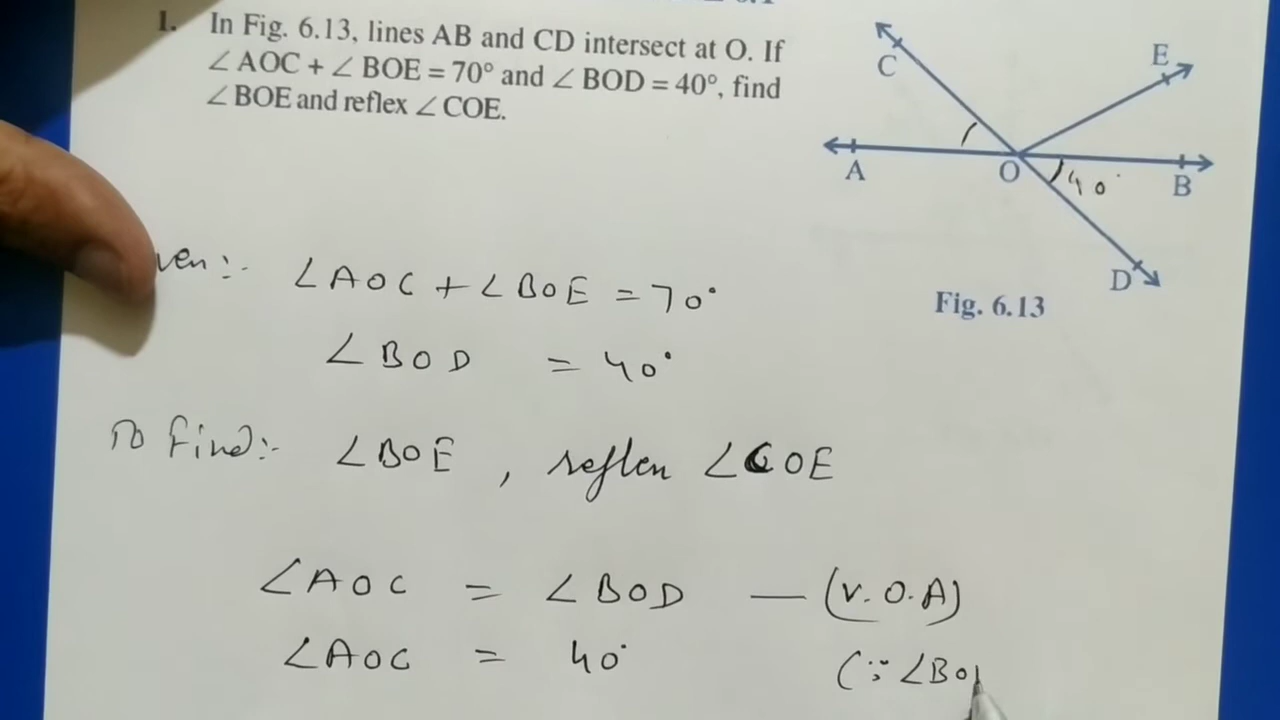 1. In Fig. 6.13, lines AB and CD intersect at O. If
∠ AOC + ∠ BOE = 70° and ∠ BOD = 40°, find
∠ BOE and reflex ∠ COE.
C
E
A
O
40°
B
D
Fig. 6.13
ven :- ∠AOC + ∠BOE = 70°
∠BOD = 40°
To find:- ∠BOE , reflex ∠COE
∠AOC = ∠BOD — (V.O.A)
∠AOC = 40° (∵ ∠BO